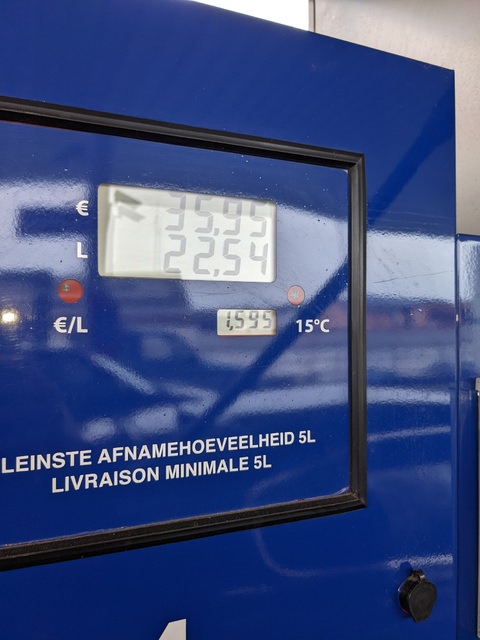 € 35,95
L 22,54
€/L 1,595 15°C
LEINSTE AFNAMEHOEVEELHEID 5L
LIVRAISON MINIMALE 5L